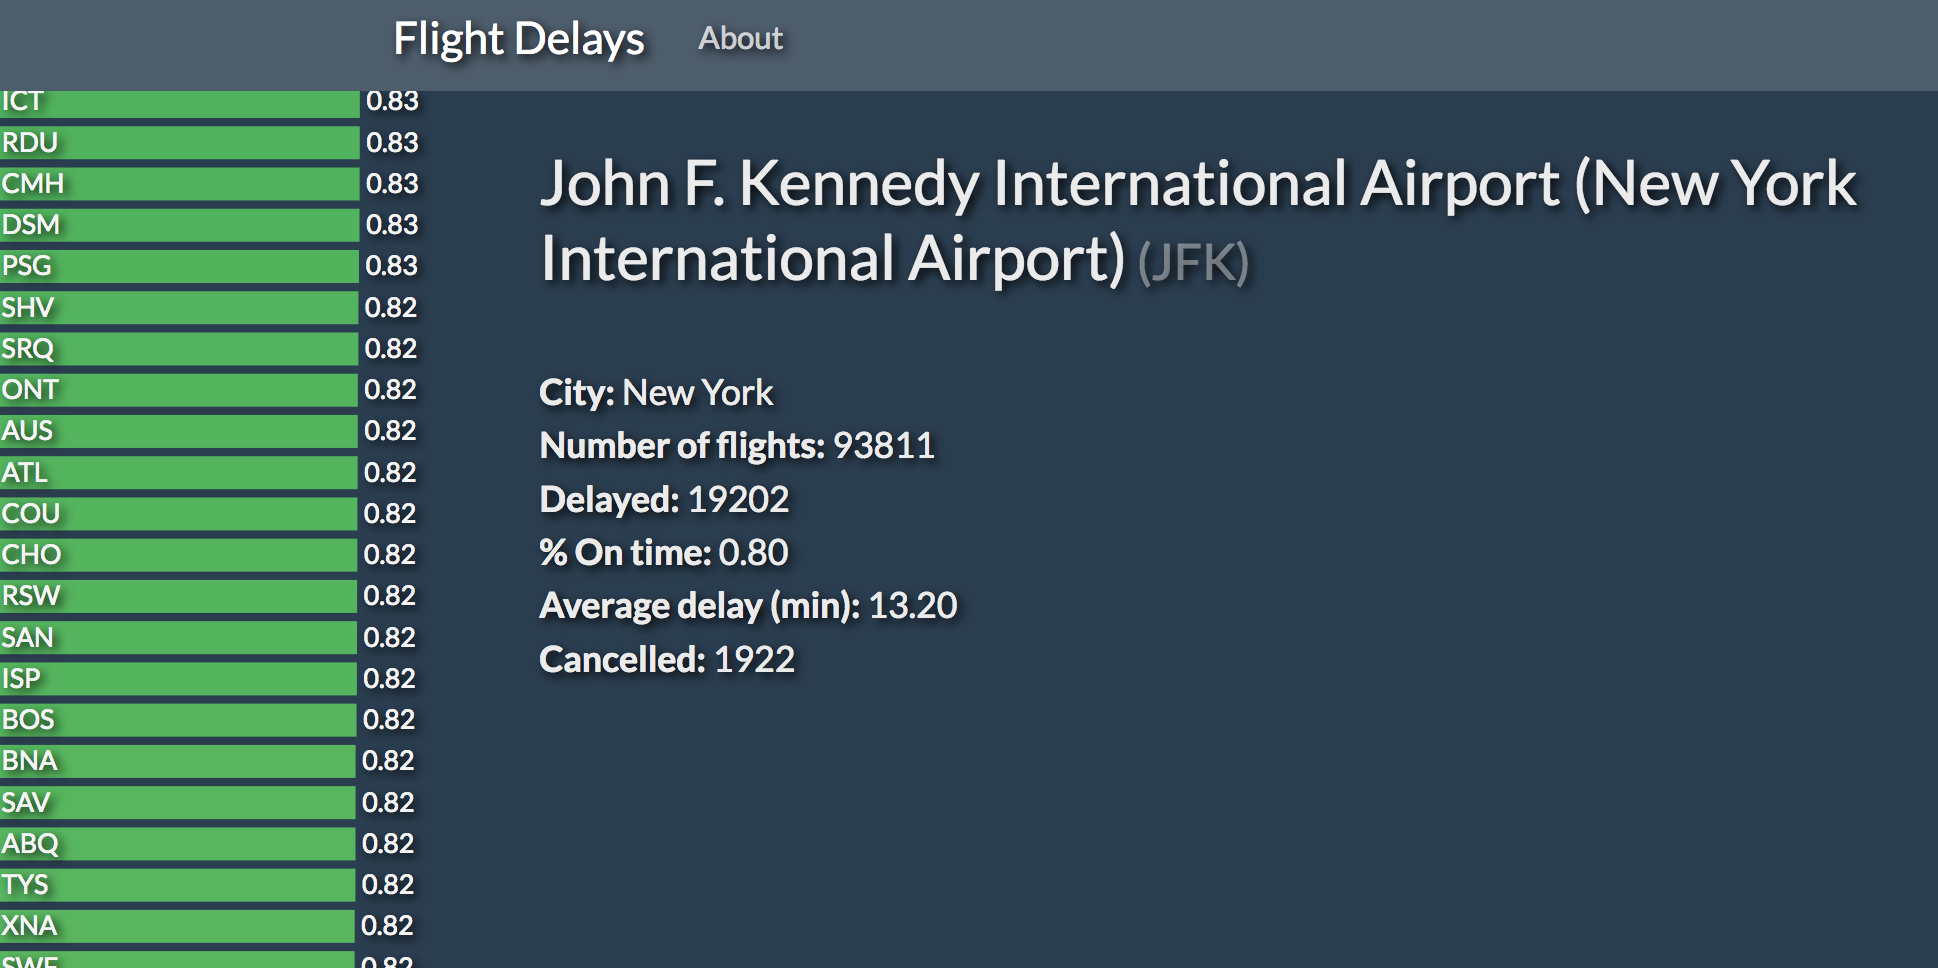 Flight Delays About
ICT 0.83
RDU 0.83
CMH 0.83
DSM 0.83
PSG 0.83
SHV 0.82
SRQ 0.82
ONT 0.82
AUS 0.82
ATL 0.82
COU 0.82
CHO 0.82
RSW 0.82
SAN 0.82
ISP 0.82
BOS 0.82
BNA 0.82
SAV 0.82
ABQ 0.82
TYS 0.82
XNA 0.82
0.82
John F. Kennedy International Airport (New York
International Airport) (JFK)
City: New York
Number of flights: 93811
Delayed: 19202
% On time: 0.80
Average delay (min): 13.20
Cancelled: 1922